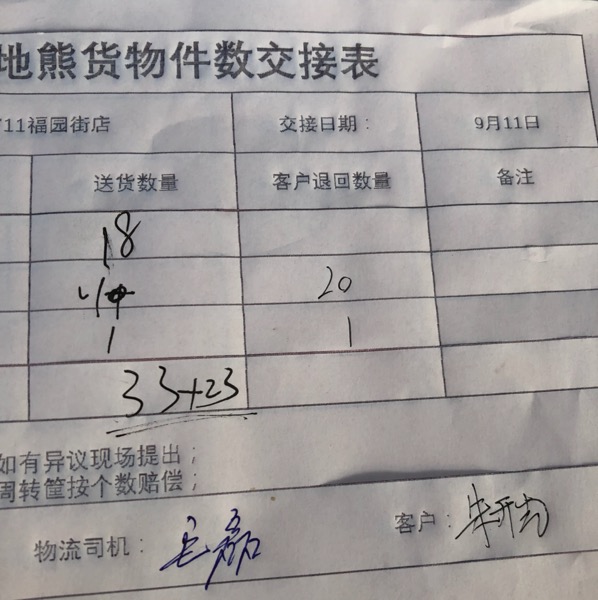 地熊货物件数交接表
711福园街店 交接日期： 9月11日
送货数量 客户退回数量 备注
18
20
1 1
33+23
如有异议现场提出；
周转筐按个数赔偿；
物流司机： 客户：